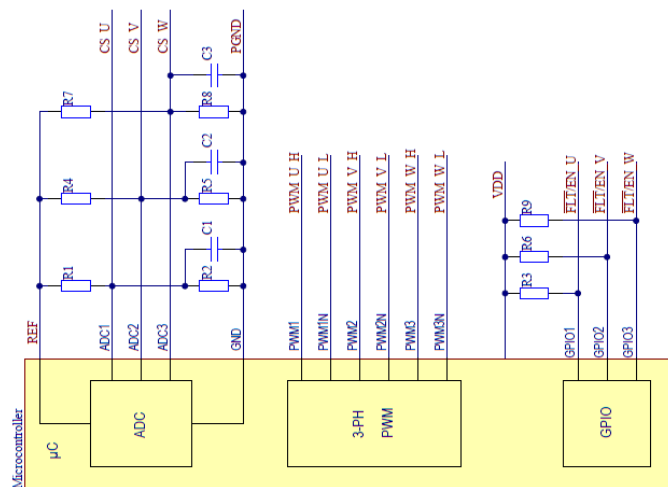 Microcontroller
µC
ADC
3-PH
PWM
GPIO
REF
ADC1
ADC2
ADC3
GND
PWM1
PWM1N
PWM2
PWM2N
PWM3
PWM3N
GPIO1
GPIO2
GPIO3
R1
R2
C1
R4
R5
C2
R7
R8
C3
R3
R6
R9
CS U
CS V
CS W
PGND
PWM U H
PWM U L
PWM V H
PWM V L
PWM W H
PWM W L
VDD
FLT/EN U
FLT/EN V
FLT/EN W